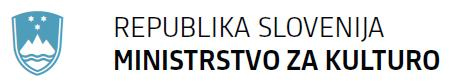 REPUBLIKA SLOVENIJA
MINISTRSTVO ZA KULTURO